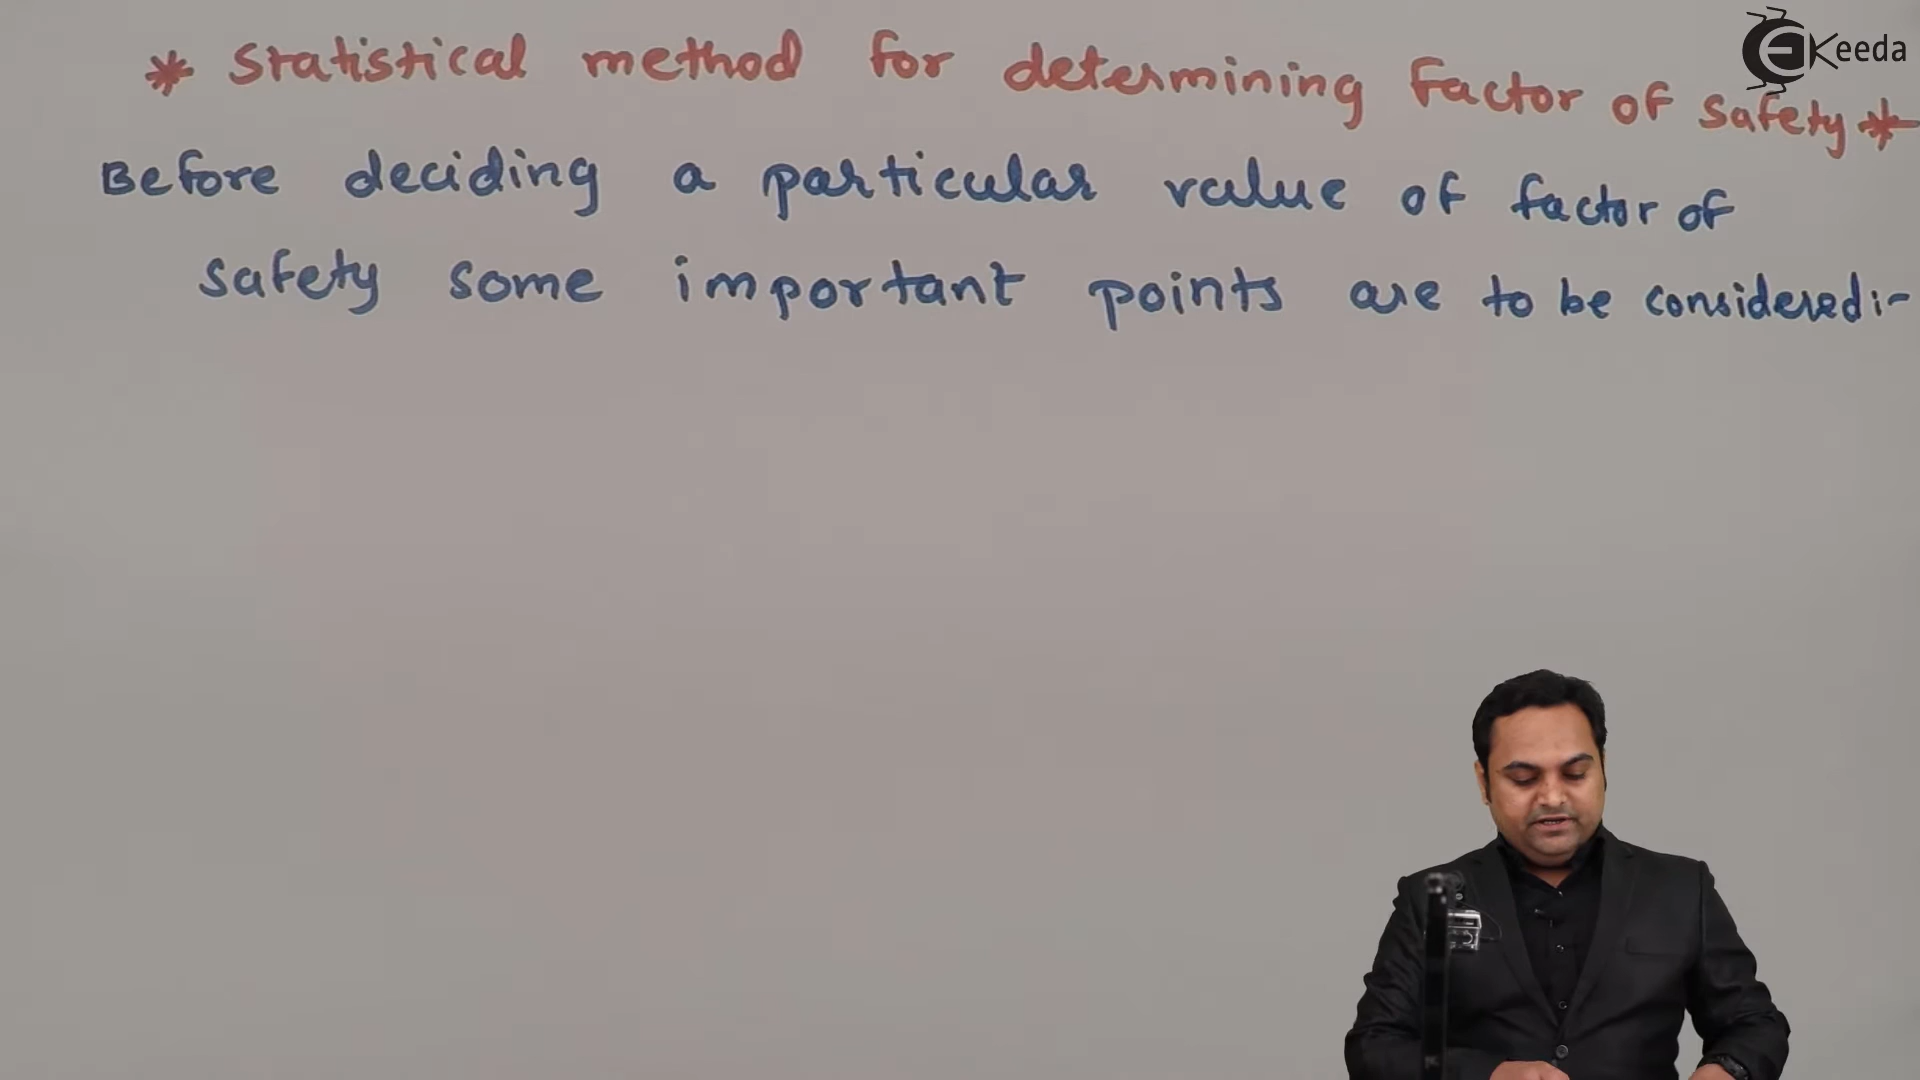 EKeeda
* Statistical method for determining Factor of Safety *
Before deciding a particular value of factor of
safety some important points are to be considered:-